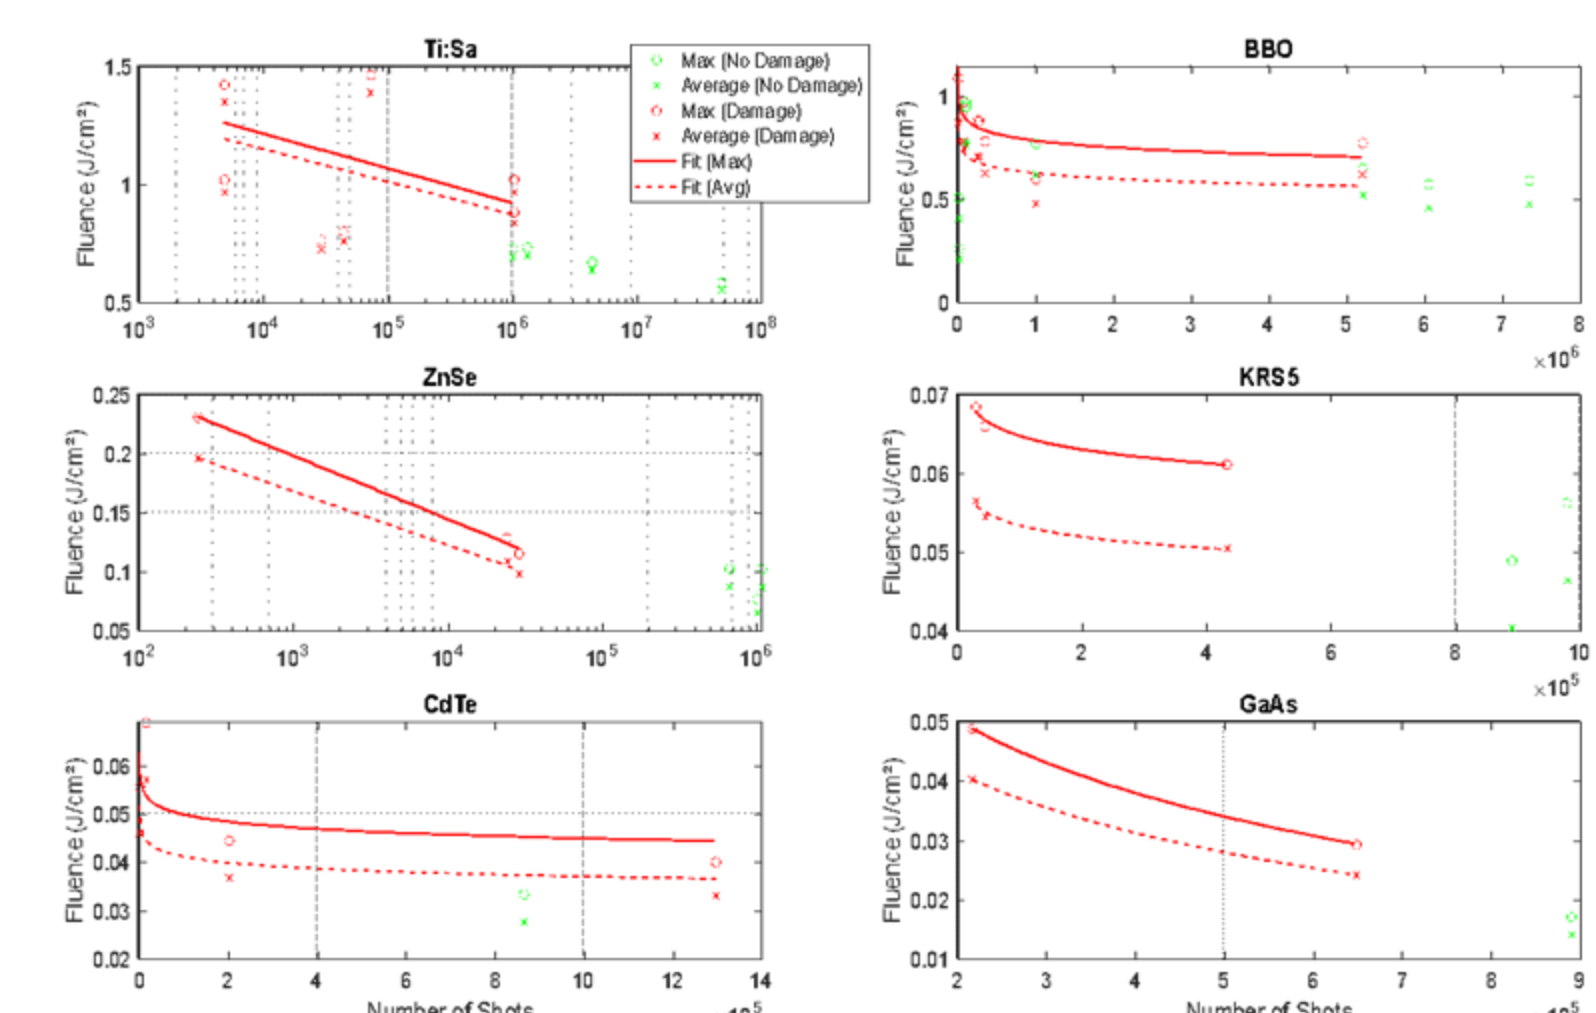 Ti:Sa
Fluence (J/cm²)
1.5
1
0.5
10³ 10⁴ 10⁵ 10⁶ 10⁷ 10⁸
Max (No Damage)
Average (No Damage)
Max (Damage)
Average (Damage)
Fit (Max)
Fit (Avg)
BBO
Fluence (J/cm²)
1
0.5
0
0 1 2 3 4 5 6 7 8
×10⁶
ZnSe
Fluence (J/cm²)
0.25
0.2
0.15
0.1
0.05
10² 10³ 10⁴ 10⁵ 10⁶
KRS5
Fluence (J/cm²)
0.07
0.06
0.05
0.04
0 2 4 6 8 10
×10⁵
CdTe
Fluence (J/cm²)
0.06
0.05
0.04
0.03
0.02
0 2 4 6 8 10 12 14
Number of Shots
×10⁵
GaAs
Fluence (J/cm²)
0.05
0.04
0.03
0.02
0.01
2 3 4 5 6 7 8 9
Number of Shots
×10⁵